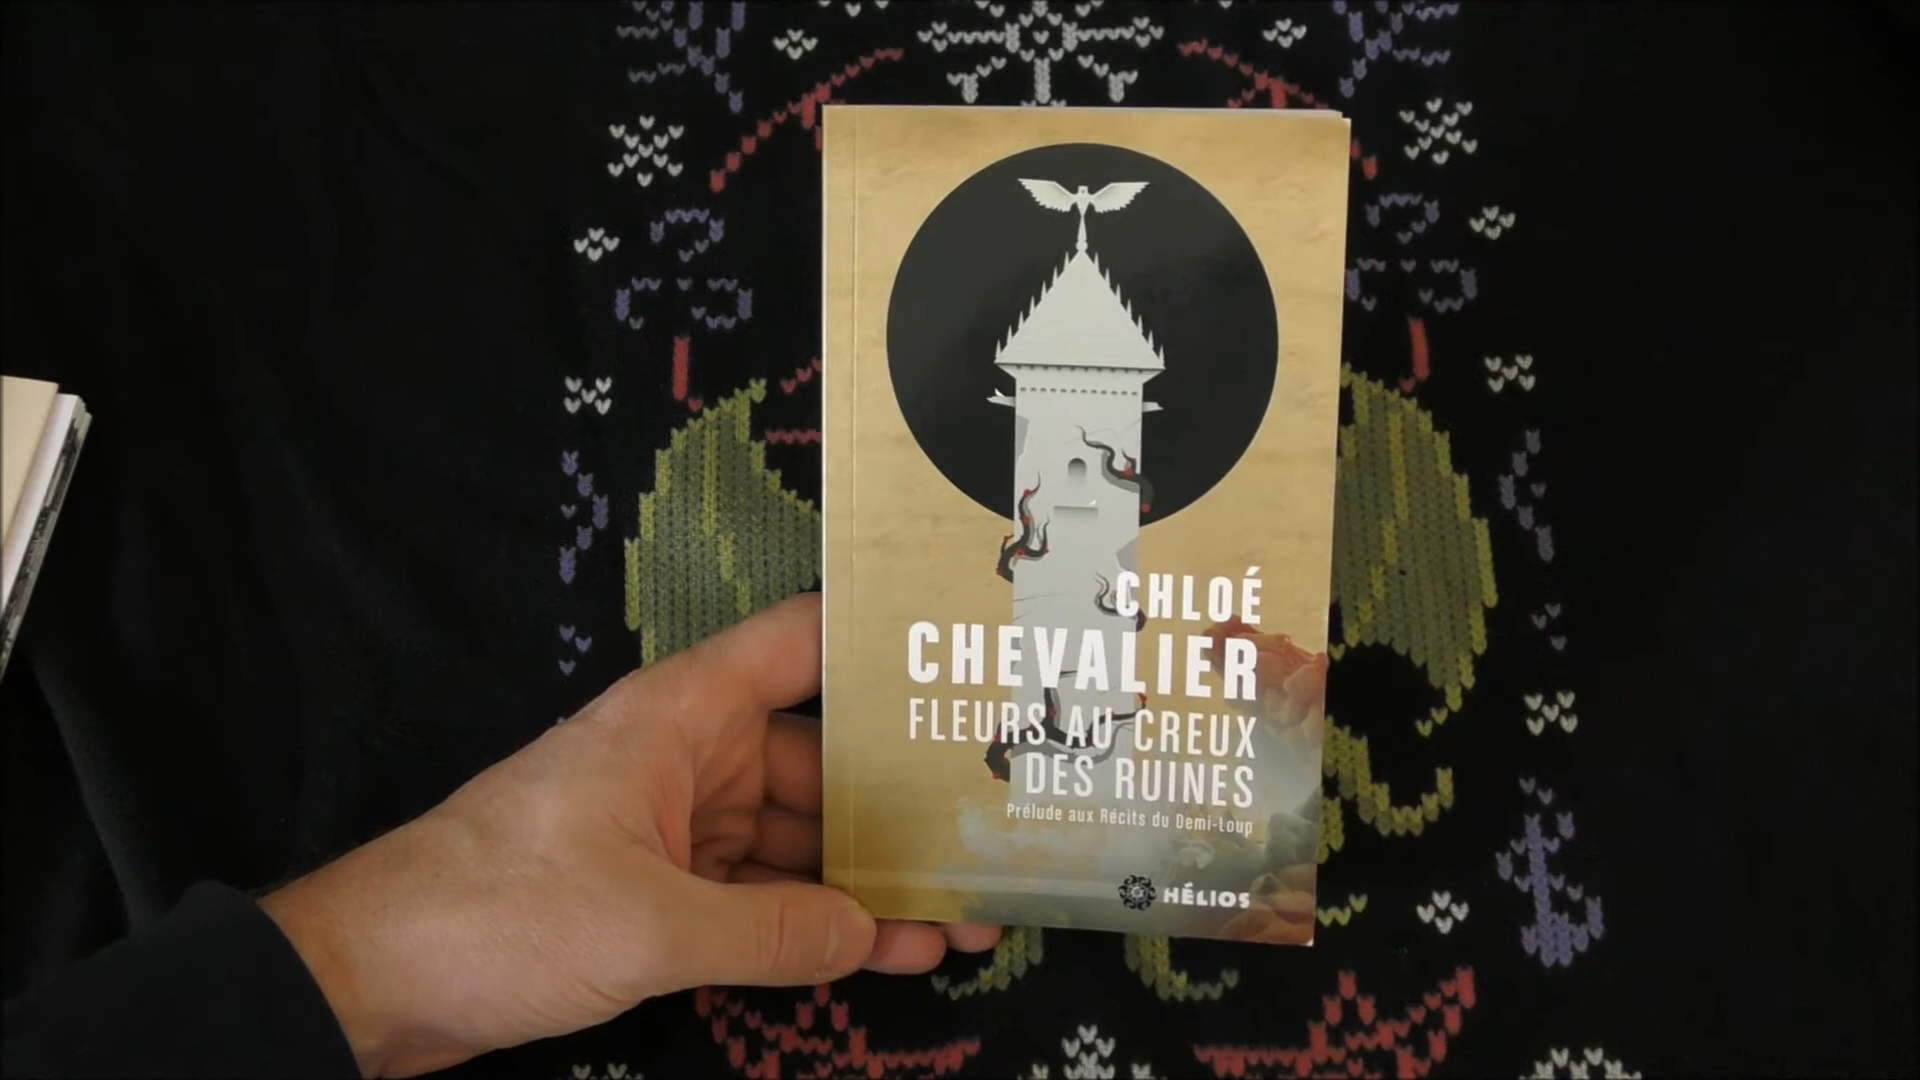 CHLOÉ
CHEVALIER
FLEURS AU CREUX
DES RUINES
Prélude aux Récits du Demi-Loup
HÉLIOS